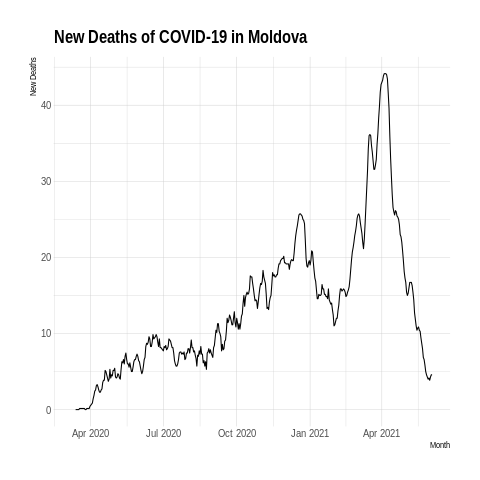 New Deaths of COVID-19 in Moldova
New Deaths
40
30
20
10
0
Apr 2020 Jul 2020 Oct 2020 Jan 2021 Apr 2021
Month